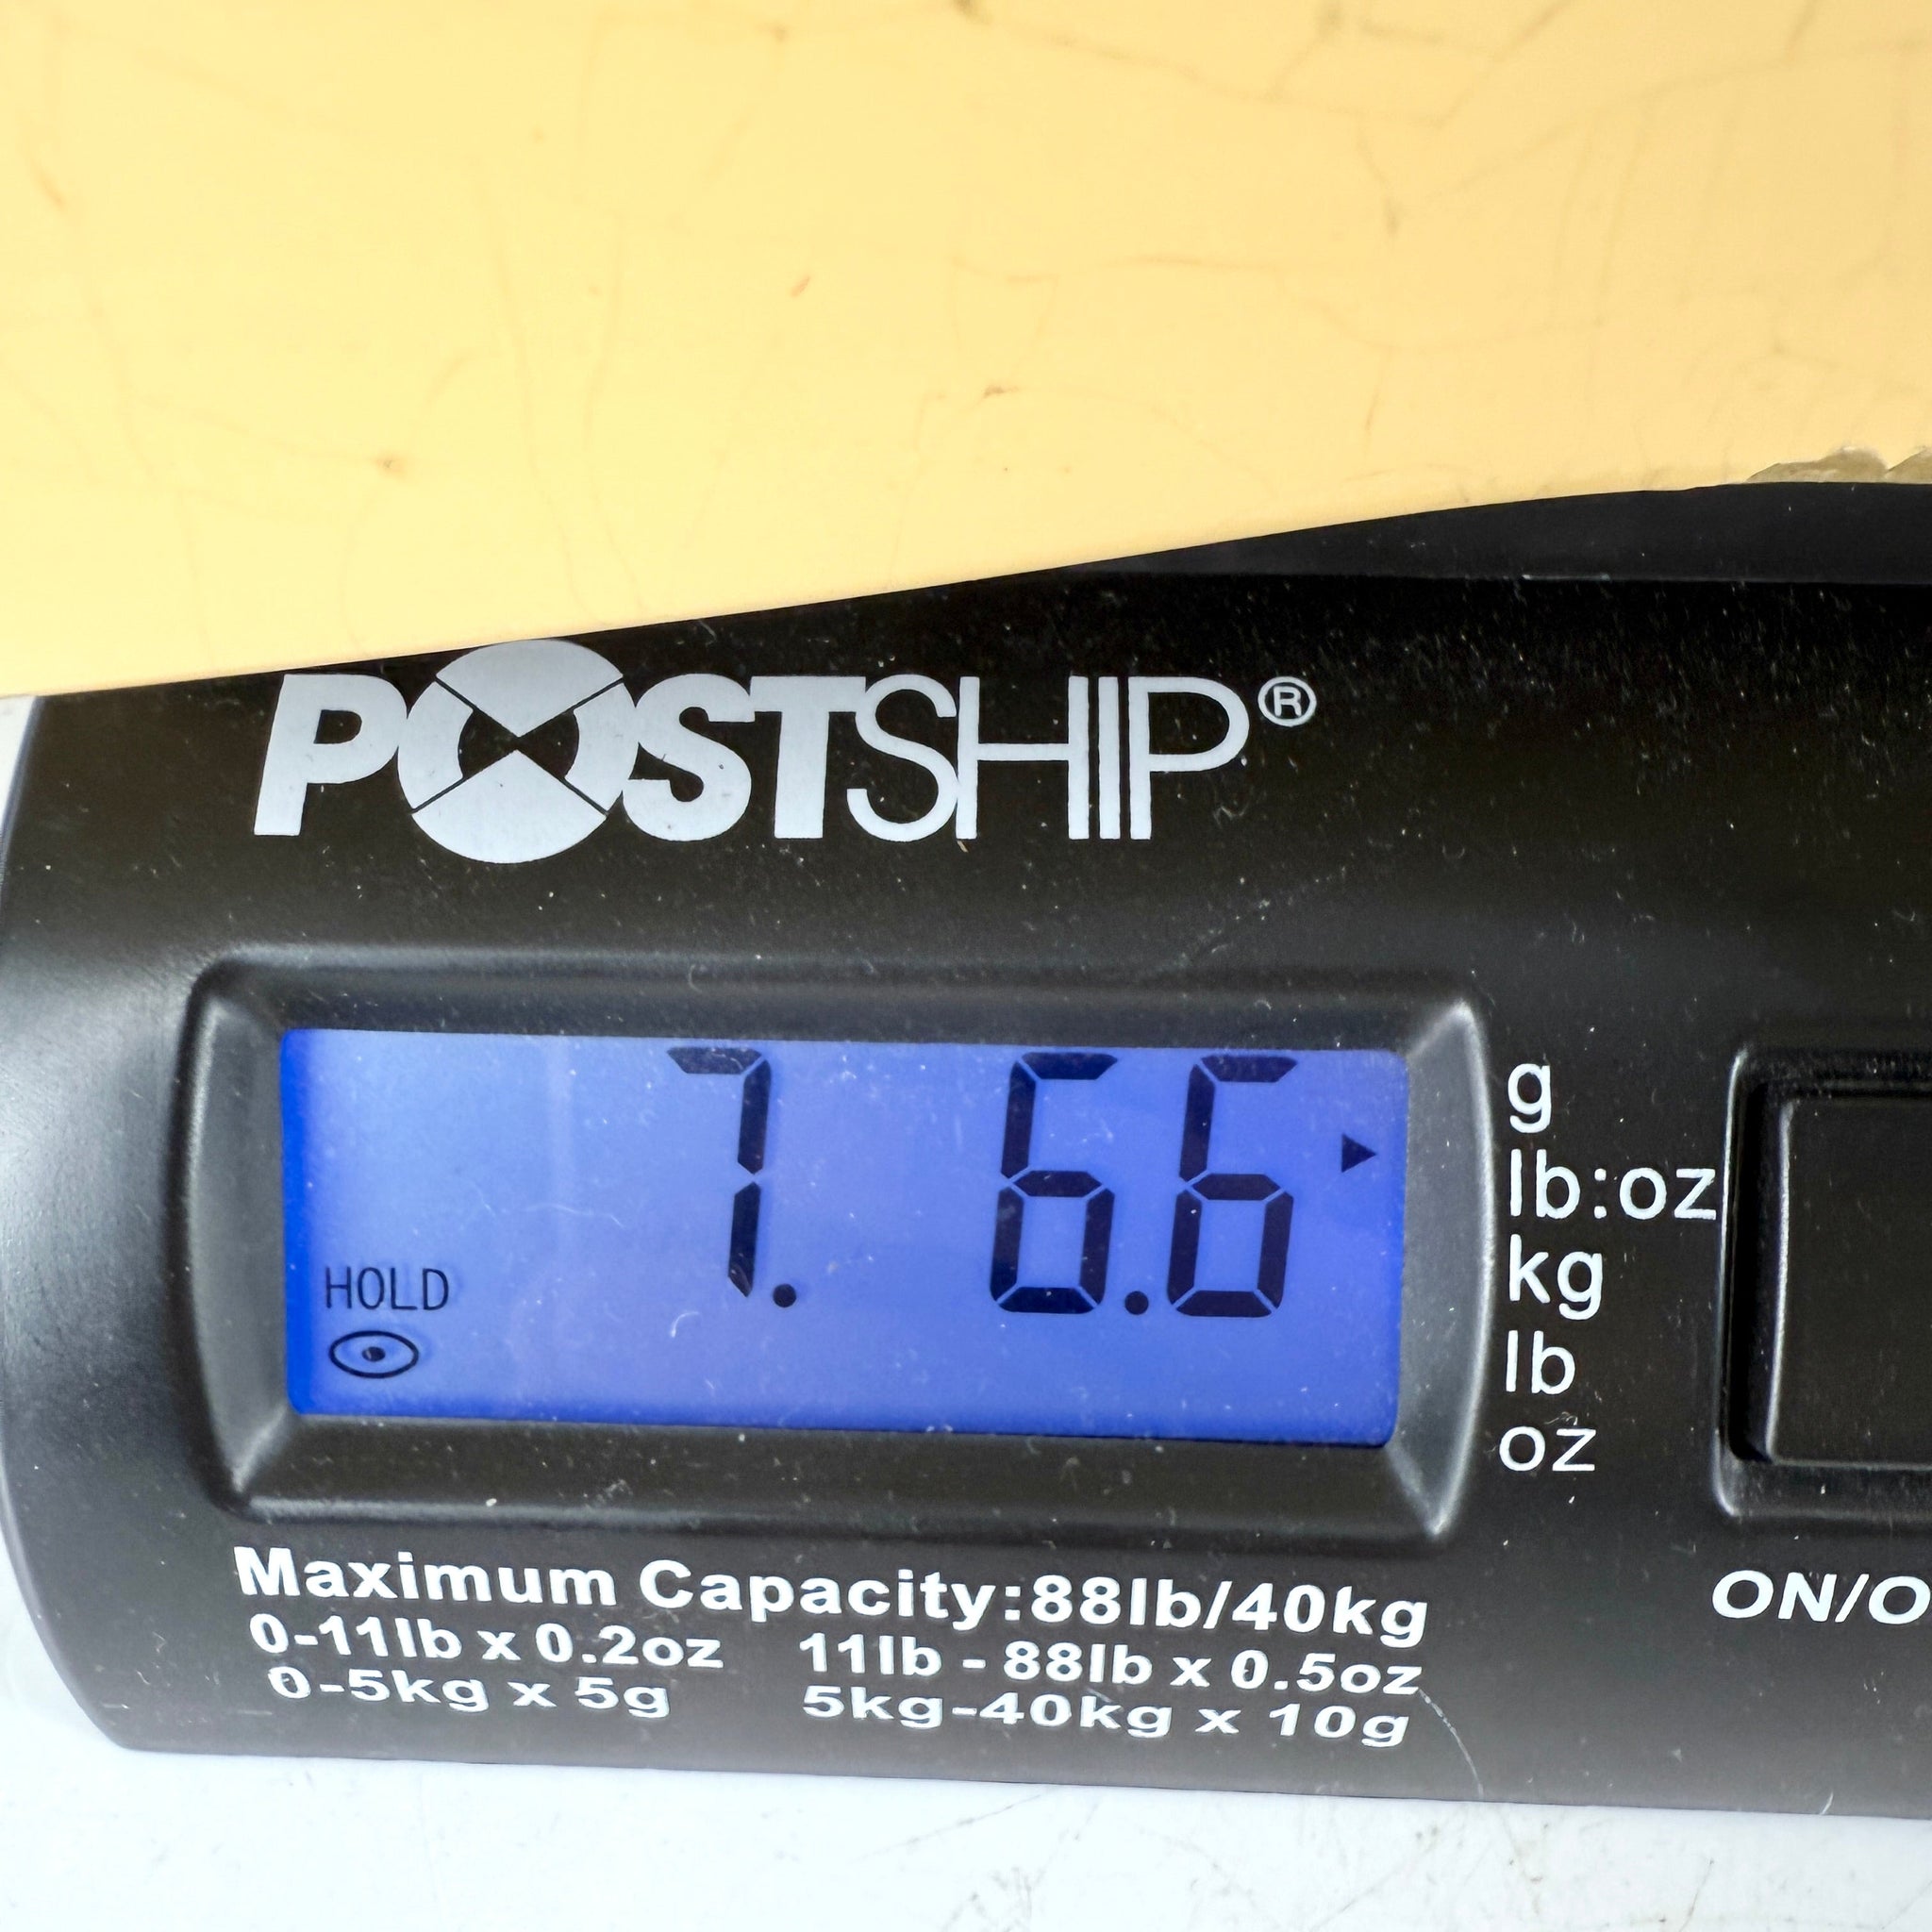 POSTSHIP®
7. 6.6
HOLD
g
lb:oz
kg
lb
oz
Maximum Capacity:88lb/40kg
0-11lb x 0.2oz 11lb - 88lb x 0.5oz
0-5kg x 5g 5kg-40kg x 10g
ON/O